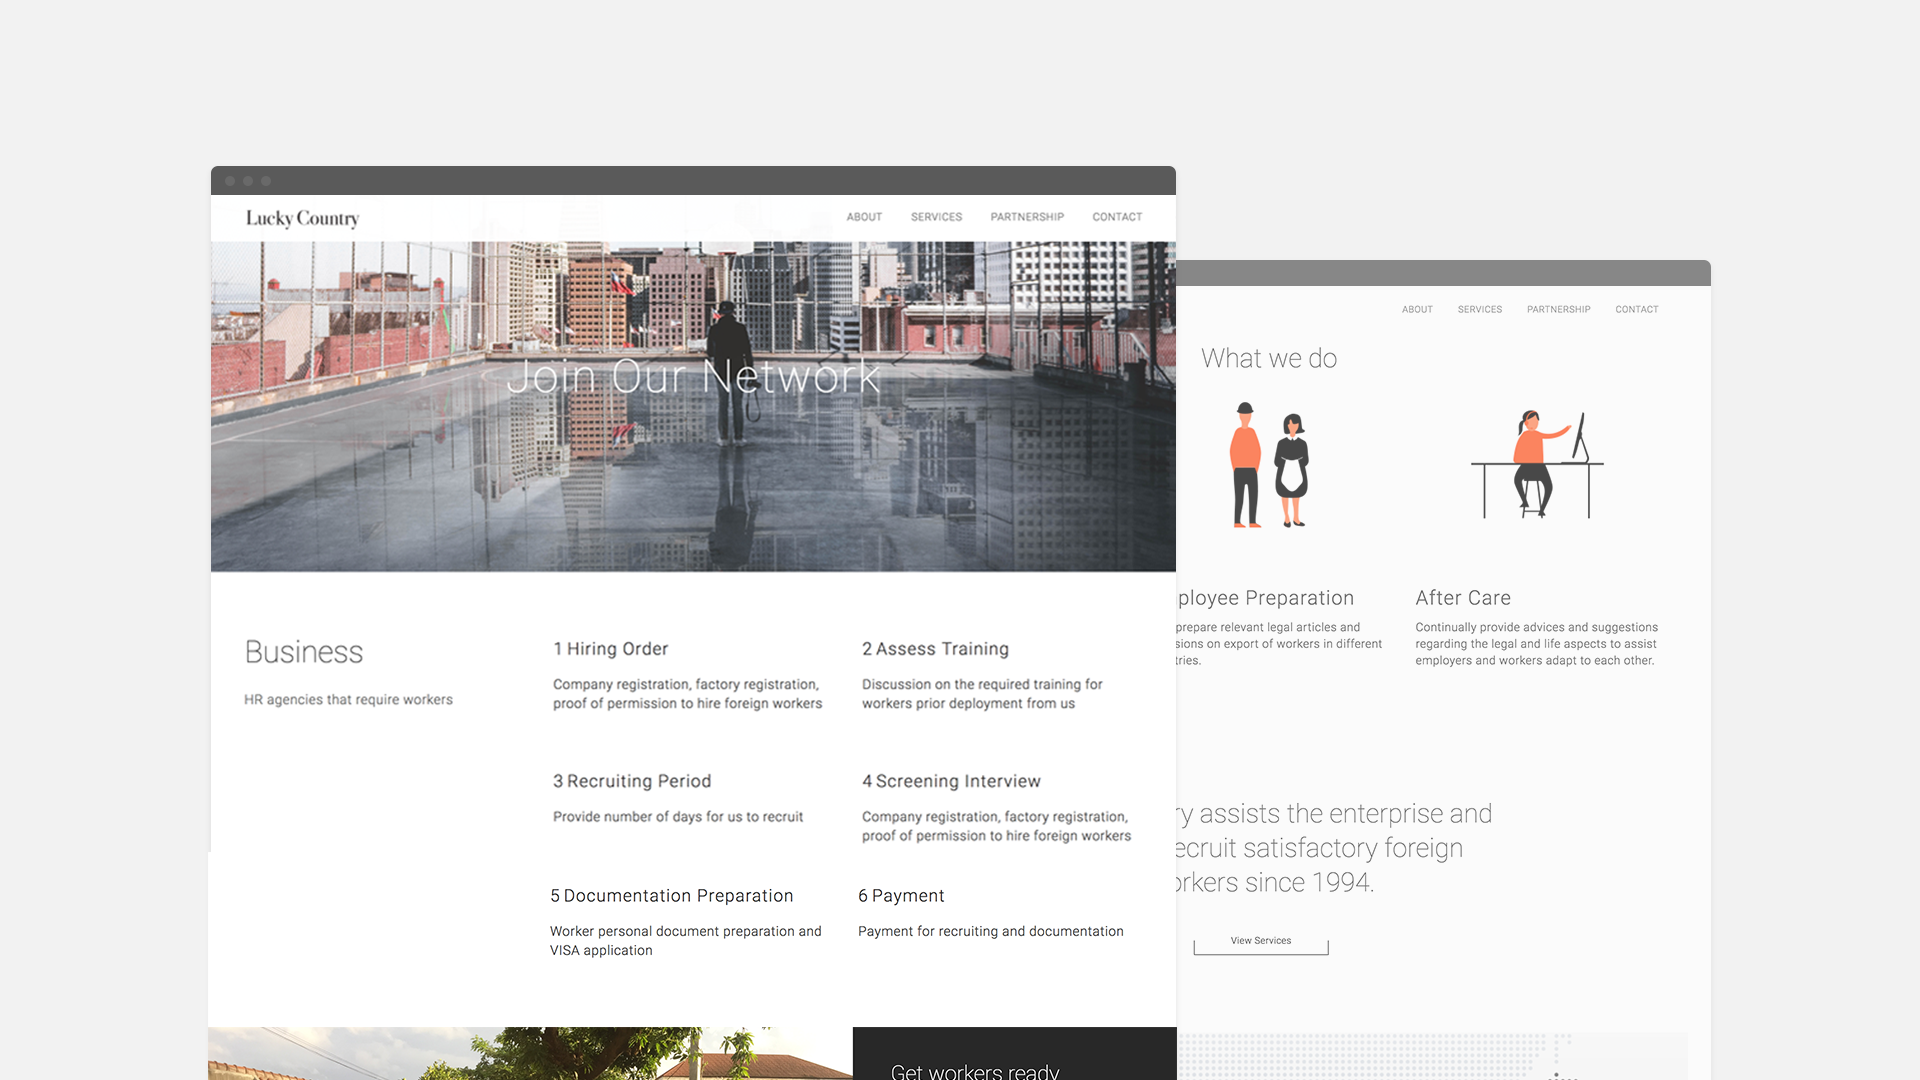 Lucky Country
ABOUT SERVICES PARTNERSHIP CONTACT
Join Our Network
Business
HR agencies that require workers
1 Hiring Order
Company registration, factory registration,
proof of permission to hire foreign workers
2 Assess Training
Discussion on the required training for
workers prior deployment from us
3 Recruiting Period
Provide number of days for us to recruit
4 Screening Interview
Company registration, factory registration,
proof of permission to hire foreign workers
5 Documentation Preparation
Worker personal document preparation and
VISA application
6 Payment
Payment for recruiting and documentation
Get workers ready
ABOUT SERVICES PARTNERSHIP CONTACT
What we do
ployee Preparation
prepare relevant legal articles and
sions on export of workers in different
tries.
After Care
Continually provide advices and suggestions
regarding the legal and life aspects to assist
employers and workers adapt to each other.
ry assists the enterprise and
ecruit satisfactory foreign
orkers since 1994.
View Services